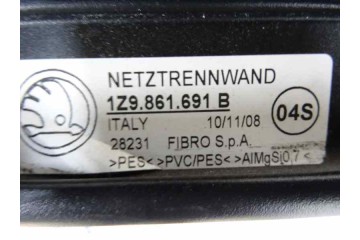 NETZTRENNWAND
1Z9.861.691 B
ITALY 10/11/08 04S
28231 FIBRO S.p.A.
>PES< >PVC/PES< >AlMgSi0,7<